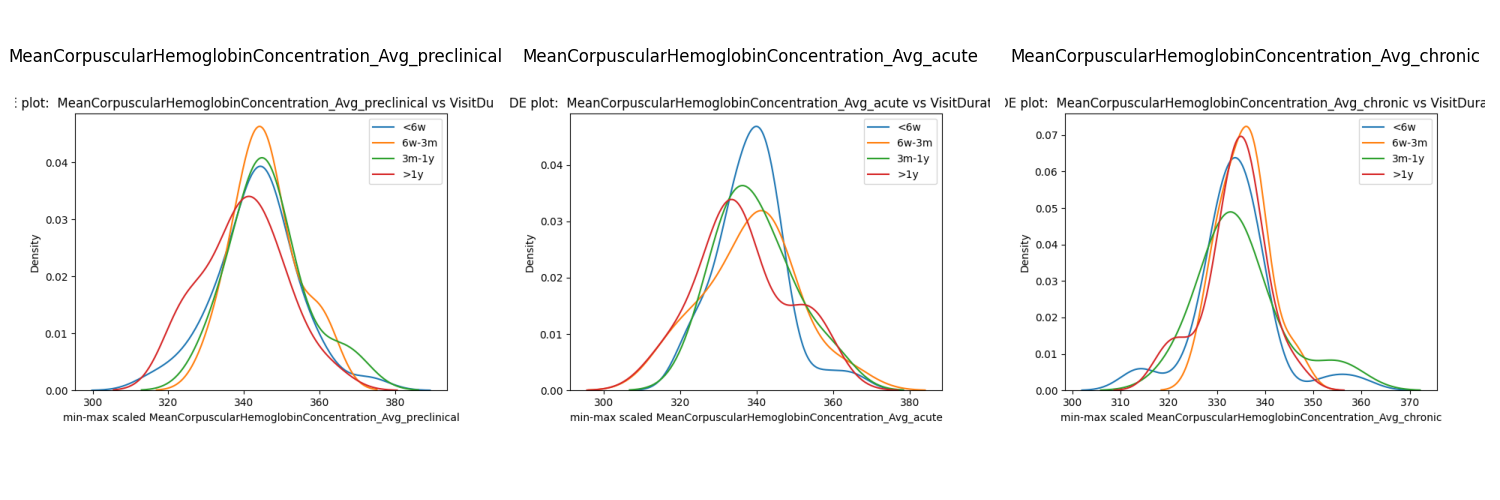 MeanCorpuscularHemoglobinConcentration_Avg_preclinical
plot: MeanCorpuscularHemoglobinConcentration_Avg_preclinical vs VisitDu
<6w
6w-3m
3m-1y
>1y
Density
0.04
0.03
0.02
0.01
0.00
300 320 340 360 380
min-max scaled MeanCorpuscularHemoglobinConcentration_Avg_preclinical
MeanCorpuscularHemoglobinConcentration_Avg_acute
DE plot: MeanCorpuscularHemoglobinConcentration_Avg_acute vs VisitDurat
<6w
6w-3m
3m-1y
>1y
Density
0.04
0.03
0.02
0.01
0.00
300 320 340 360 380
min-max scaled MeanCorpuscularHemoglobinConcentration_Avg_acute
MeanCorpuscularHemoglobinConcentration_Avg_chronic
DE plot: MeanCorpuscularHemoglobinConcentration_Avg_chronic vs VisitDura
<6w
6w-3m
3m-1y
>1y
Density
0.07
0.06
0.05
0.04
0.03
0.02
0.01
0.00
300 310 320 330 340 350 360 370
min-max scaled MeanCorpuscularHemoglobinConcentration_Avg_chronic